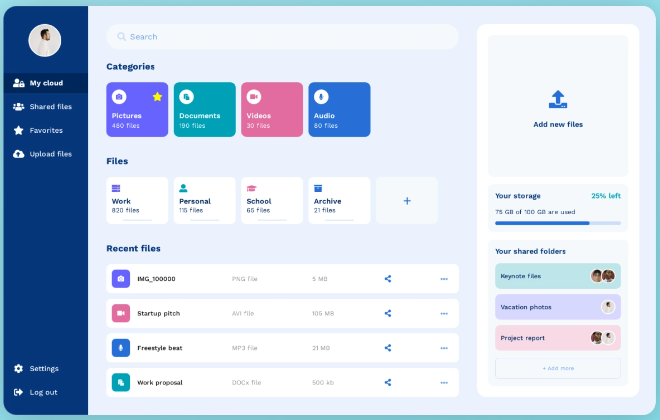 My cloud
Shared files
Favorites
Upload files
Settings
Log out
Search
Categories
Pictures
480 files
Documents
190 files
Videos
30 files
Audio
80 files
Files
Work
820 files
Personal
115 files
School
65 files
Archive
21 files
+
Recent files
IMG_100000 PNG file 5 MB
Startup pitch AVI file 105 MB
Freestyle beat MP3 file 21 MB
Work proposal DOCx file 500 kb
Add new files
Your storage 25% left
75 GB of 100 GB are used
Your shared folders
Keynote files
Vacation photos
Project report
+ Add more